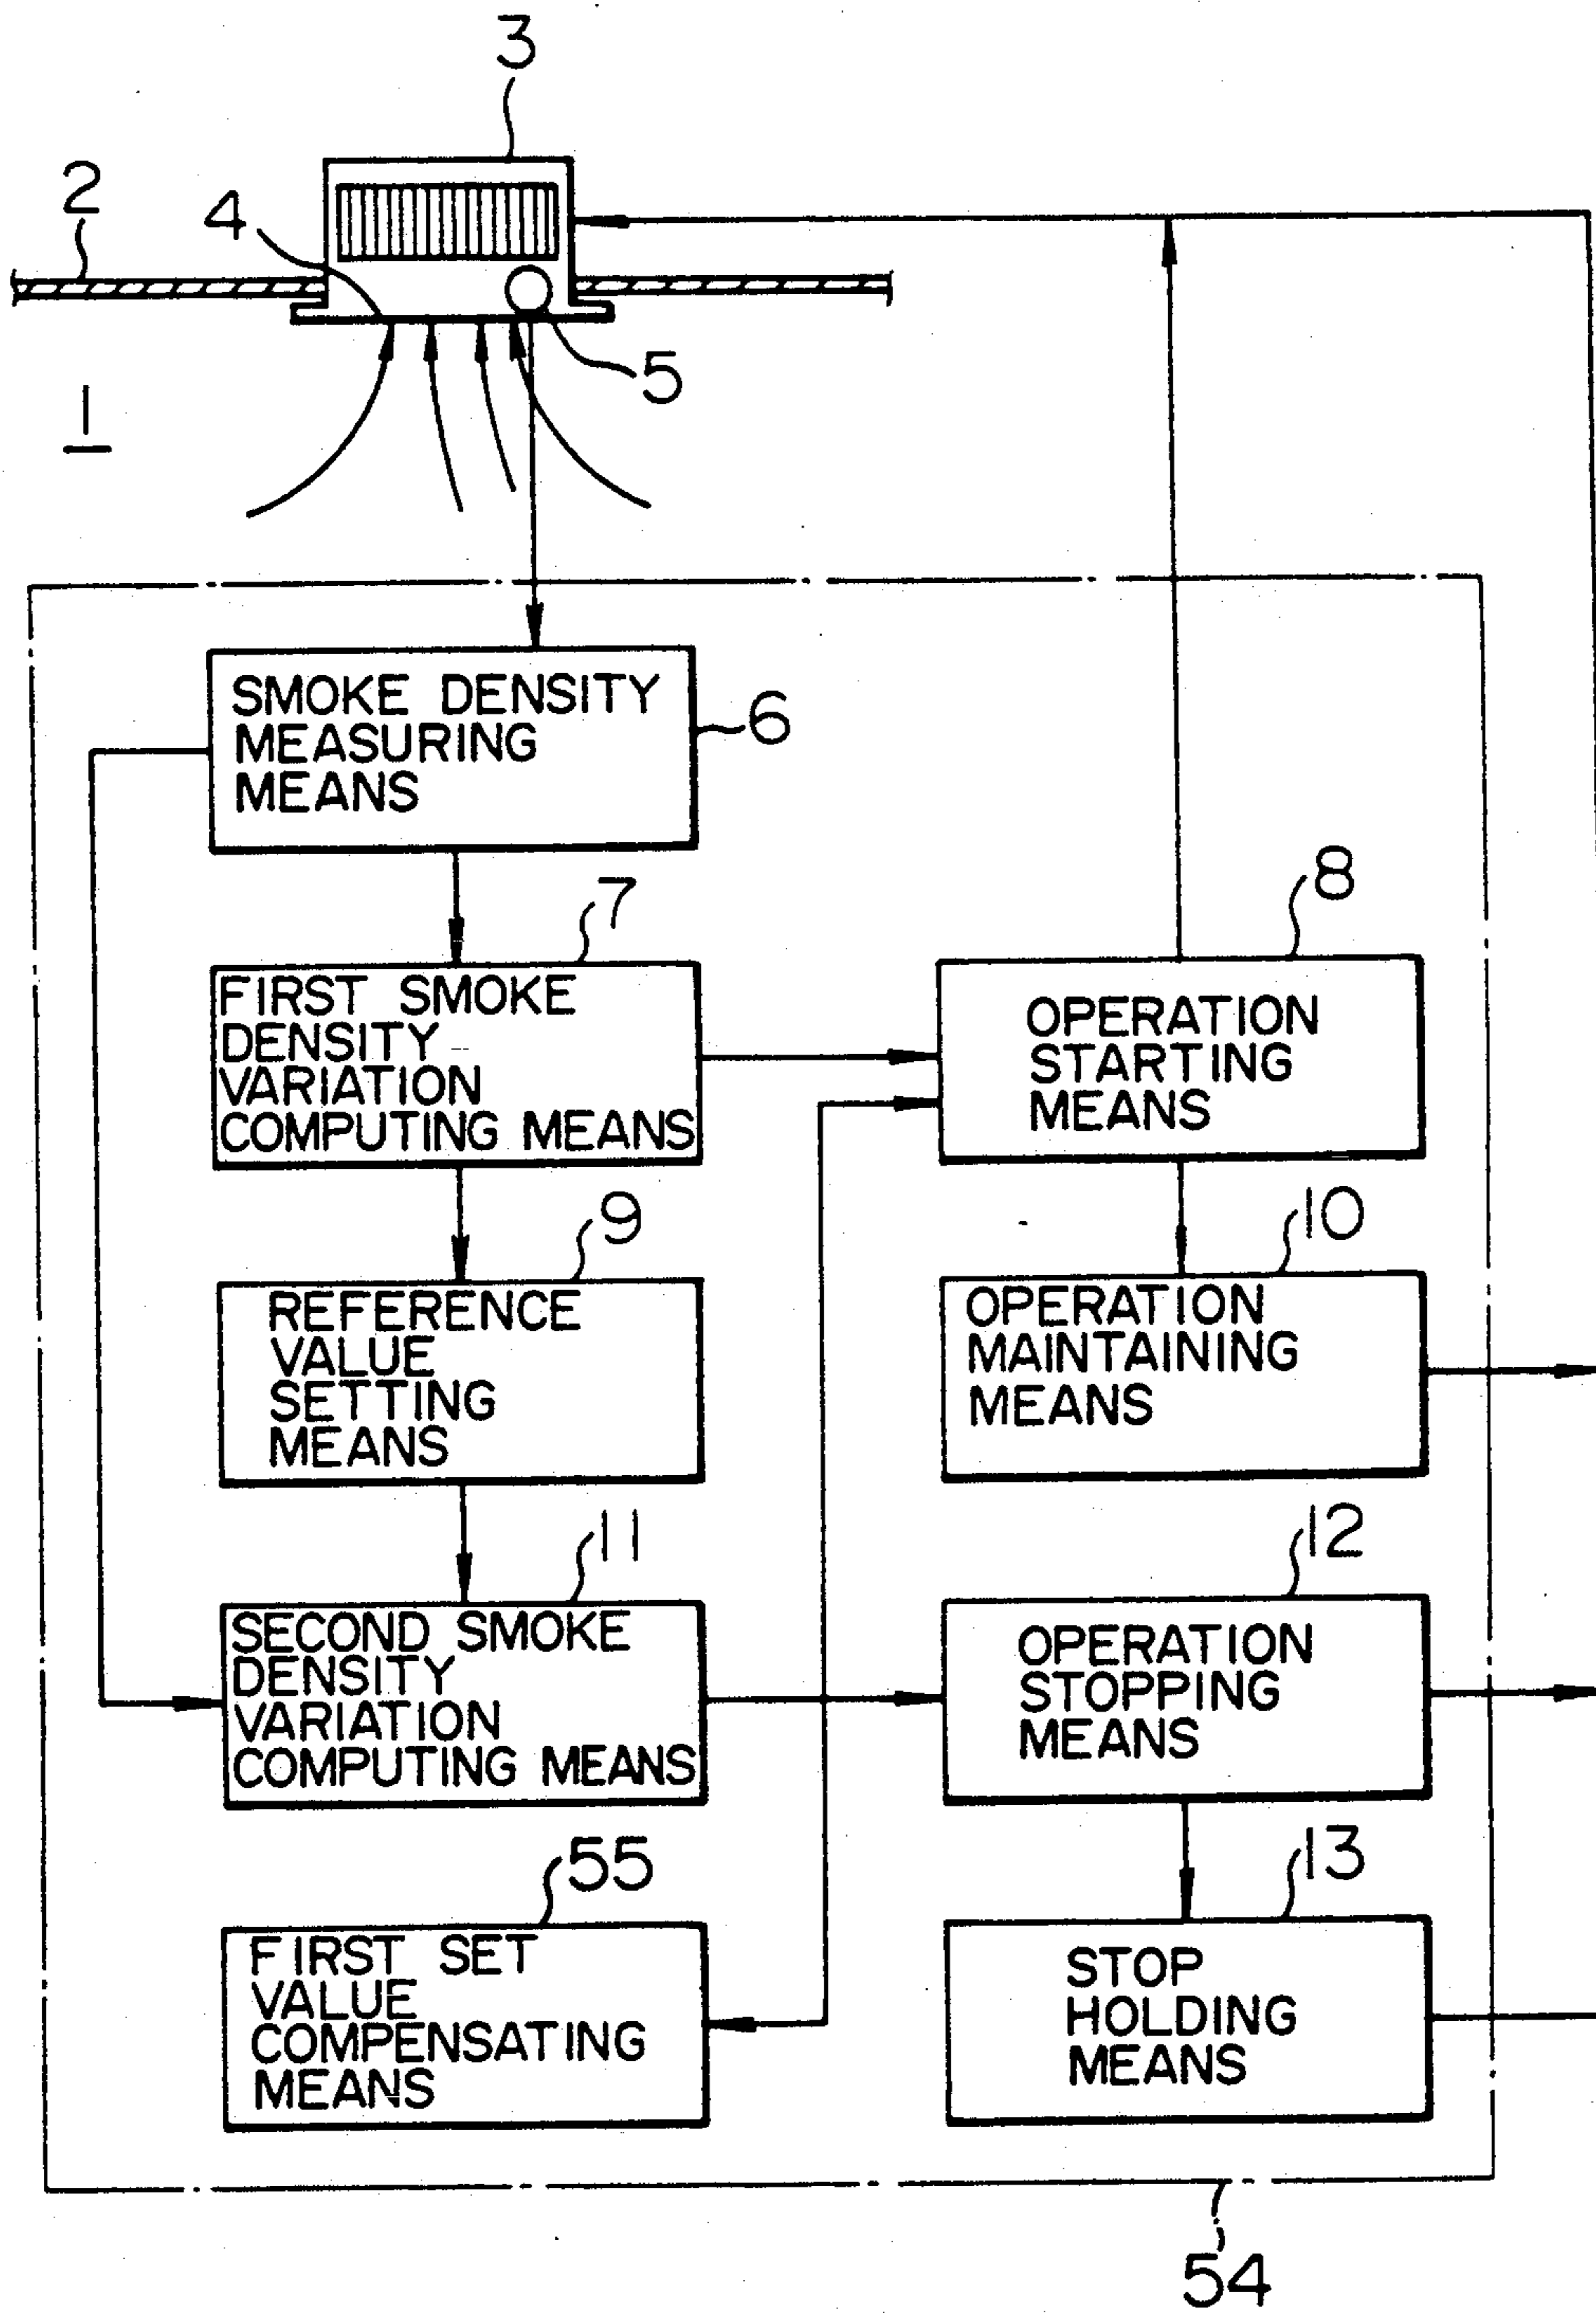 3
2
4
5
1
SMOKE DENSITY
MEASURING
MEANS
6
7
FIRST SMOKE
DENSITY
VARIATION
COMPUTING MEANS
8
OPERATION
STARTING
MEANS
9
REFERENCE
VALUE
SETTING
MEANS
10
OPERATION
MAINTAINING
MEANS
11
SECOND SMOKE
DENSITY
VARIATION
COMPUTING MEANS
12
OPERATION
STOPPING
MEANS
55
FIRST SET
VALUE
COMPENSATING
MEANS
13
STOP
HOLDING
MEANS
54